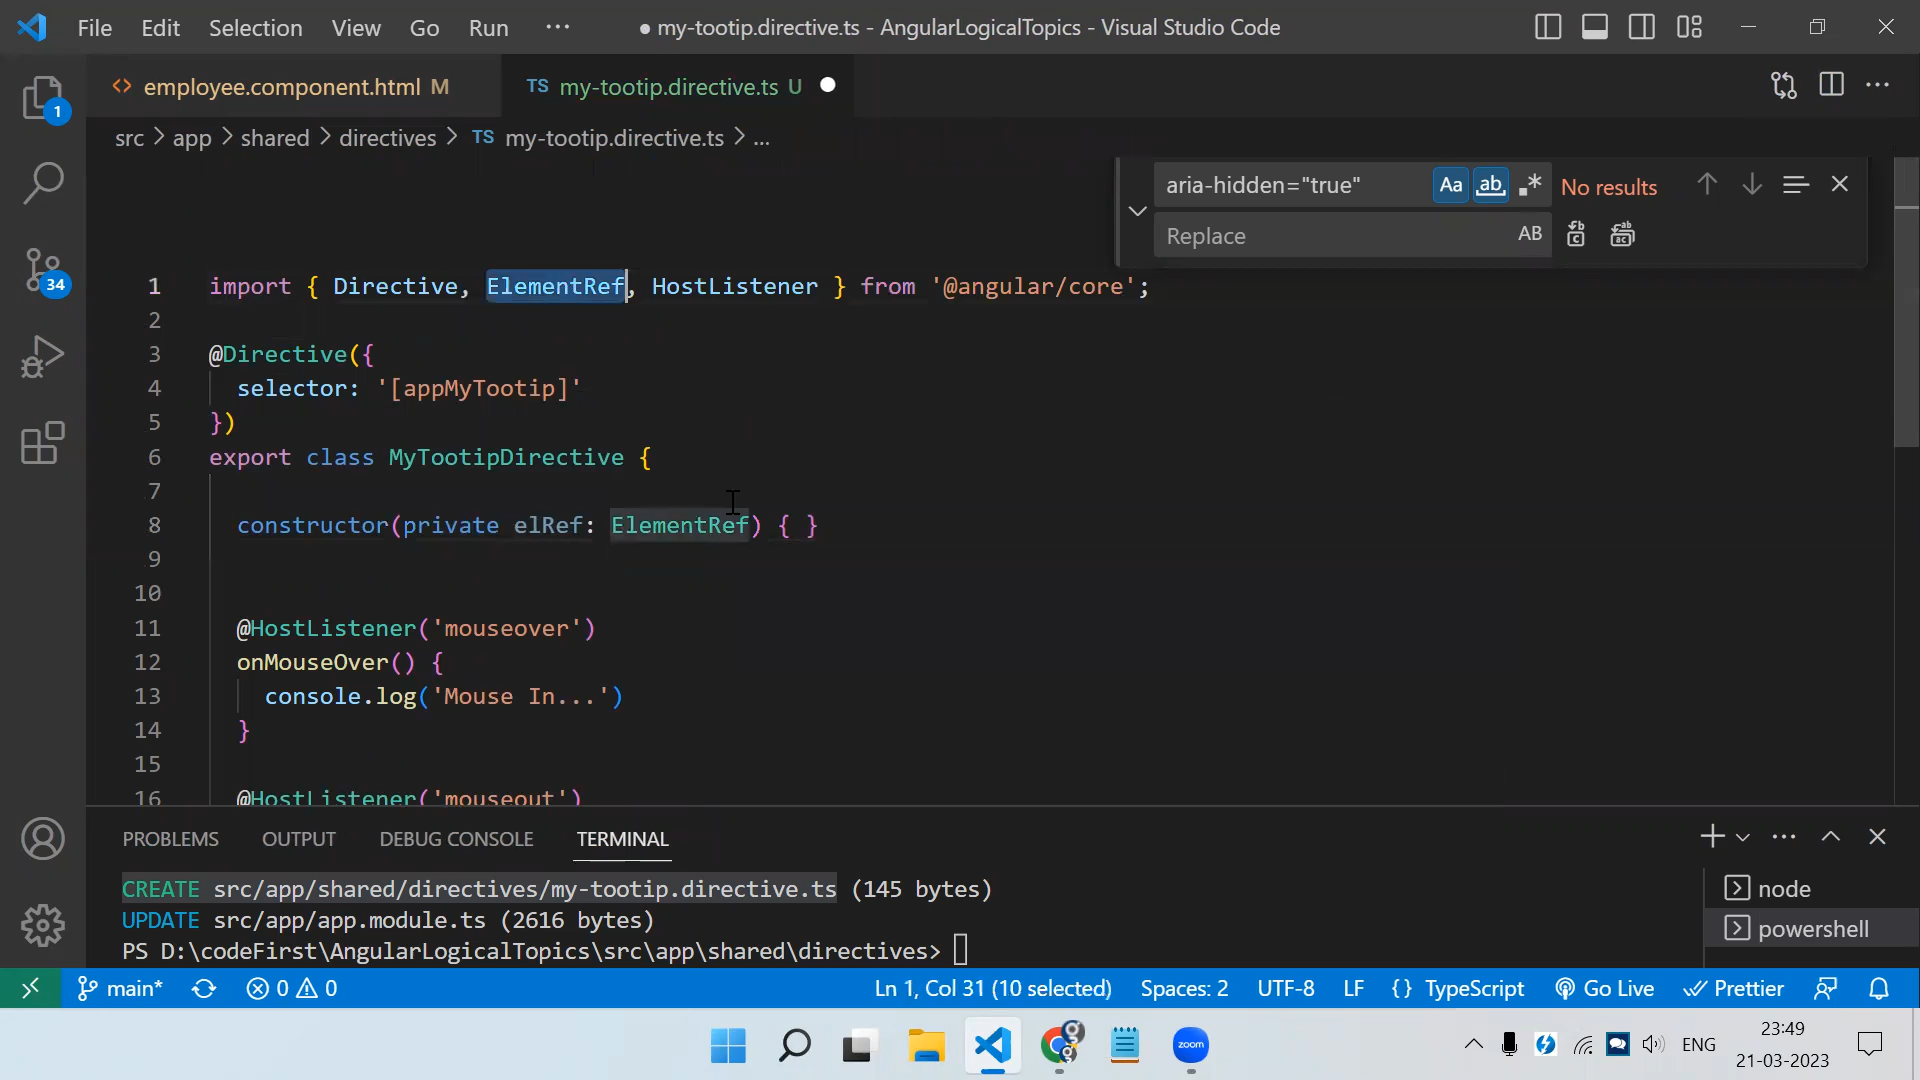 File Edit Selection View Go Run ··· ● my-tootip.directive.ts - AngularLogicalTopics - Visual Studio Code
employee.component.html M TS my-tootip.directive.ts U
src > app > shared > directives > TS my-tootip.directive.ts > ...
aria-hidden="true" Aa ab No results
Replace AB
1 import { Directive, ElementRef, HostListener } from '@angular/core';
2
3 @Directive({
4 selector: '[appMyTootip]'
5 })
6 export class MyTootipDirective {
7
8 constructor(private elRef: ElementRef) { }
9
10
11 @HostListener('mouseover')
12 onMouseOver() {
13 console.log('Mouse In...')
14 }
15
16 @HostListener('mouseout')
1
34
PROBLEMS OUTPUT DEBUG CONSOLE TERMINAL
CREATE src/app/shared/directives/my-tootip.directive.ts (145 bytes)
UPDATE src/app/app.module.ts (2616 bytes)
PS D:\codeFirst\AngularLogicalTopics\src\app\shared\directives>
node
powershell
main* 0 0 Ln 1, Col 31 (10 selected) Spaces: 2 UTF-8 LF {} TypeScript Go Live Prettier
zoom
ENG
23:49
21-03-2023